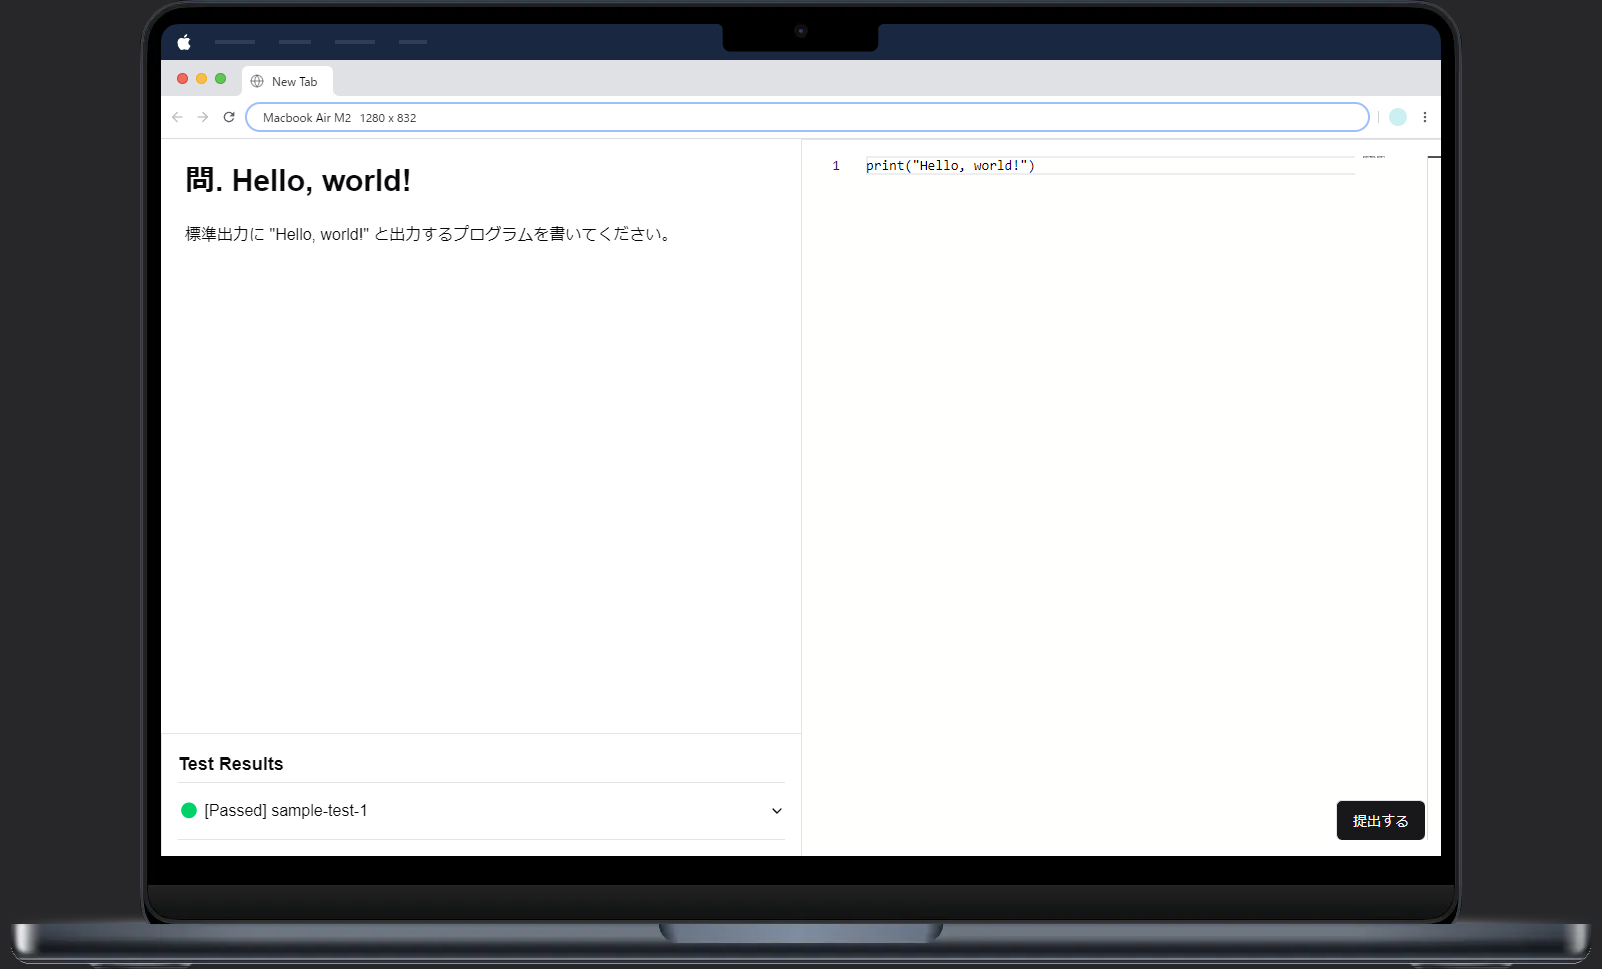 New Tab
Macbook Air M2 1280 x 832
問. Hello, world!
標準出力に "Hello, world!" と出力するプログラムを書いてください。
1 print("Hello, world!")
Test Results
[Passed] sample-test-1
提出する